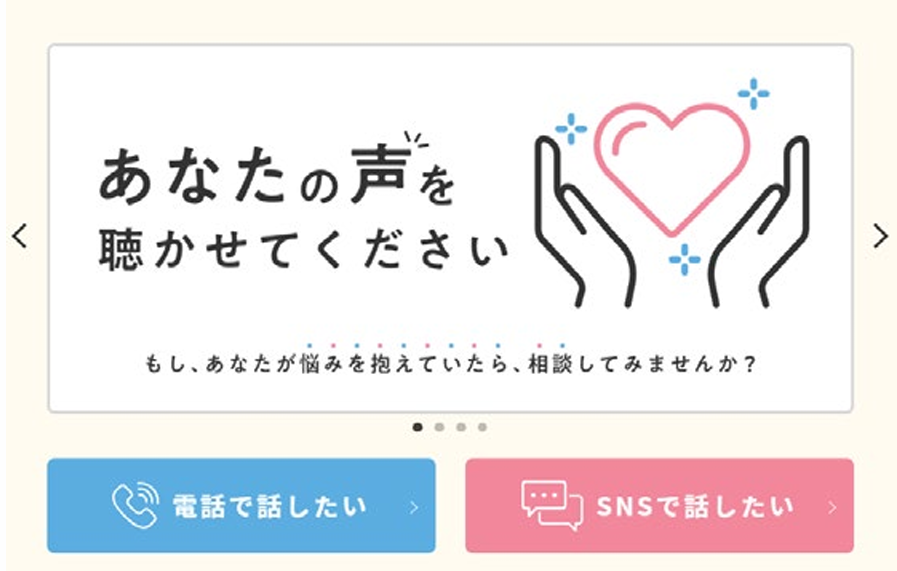 あなたの声を
聴かせてください
もし、あなたが悩みを抱えていたら、相談してみませんか？
電話で話したい
SNSで話したい